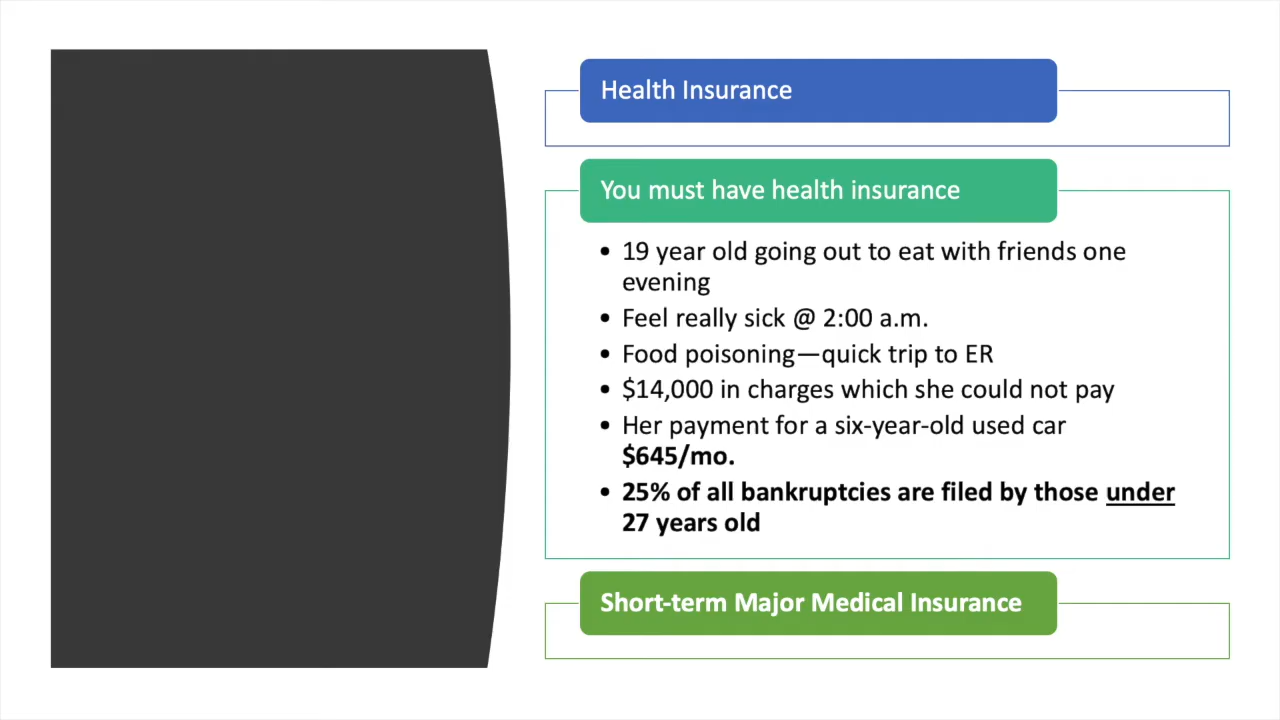 Health Insurance
You must have health insurance
• 19 year old going out to eat with friends one
evening
• Feel really sick @ 2:00 a.m.
• Food poisoning—quick trip to ER
• $14,000 in charges which she could not pay
• Her payment for a six-year-old used car
$645/mo.
• 25% of all bankruptcies are filed by those under
27 years old
Short-term Major Medical Insurance